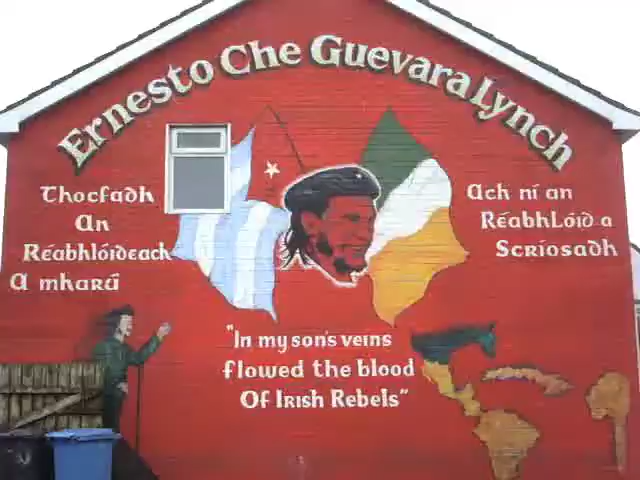 Ernesto Che Guevara Lynch
Thocfadh
An
Réabhlóideach
A mharú
Ach ní an
RéabhLóid a
Scriosadh
"In my son's veins
flowed the blood
Of Irish Rebels"